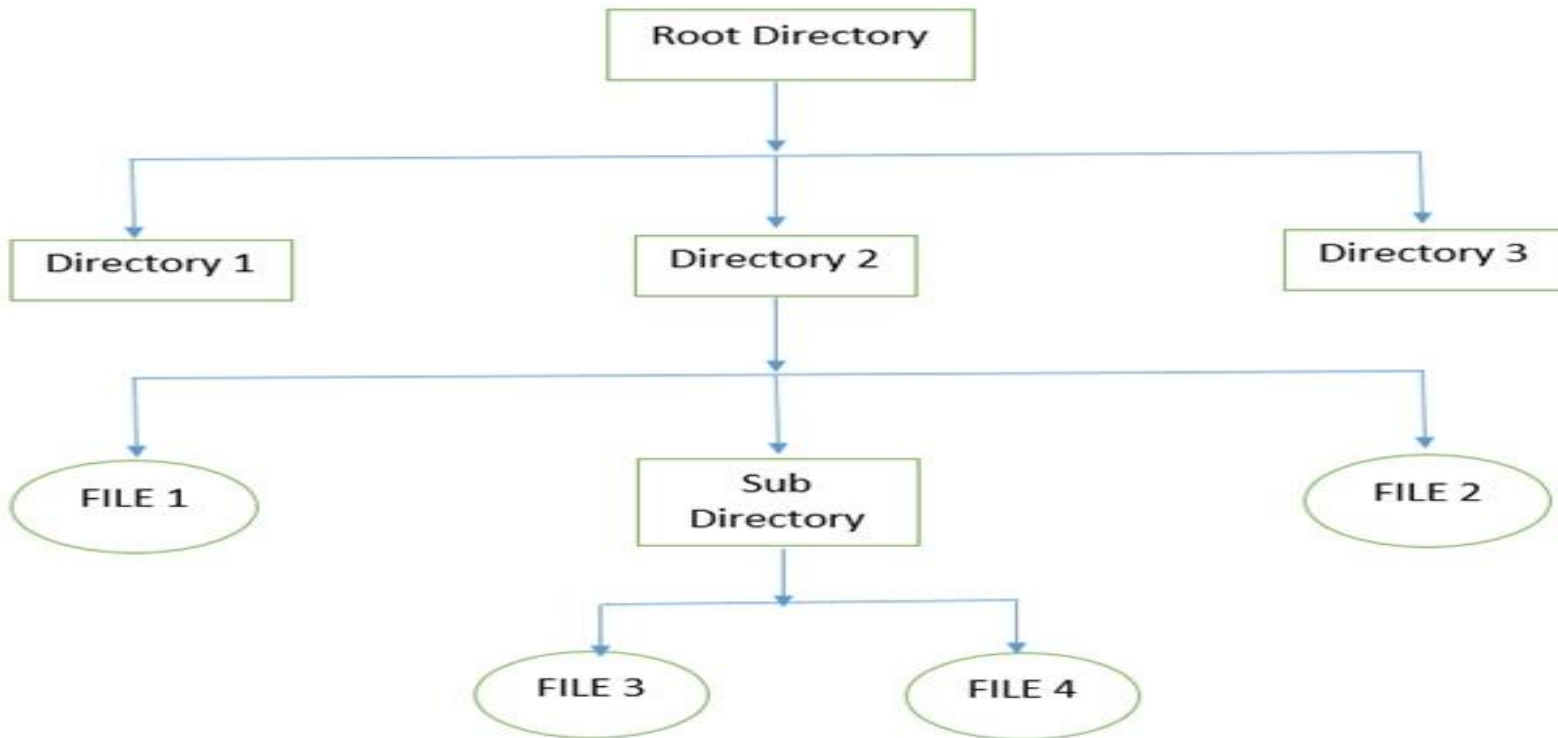 Root Directory
Directory 1
Directory 2
Directory 3
FILE 1
Sub
Directory
FILE 2
FILE 3
FILE 4